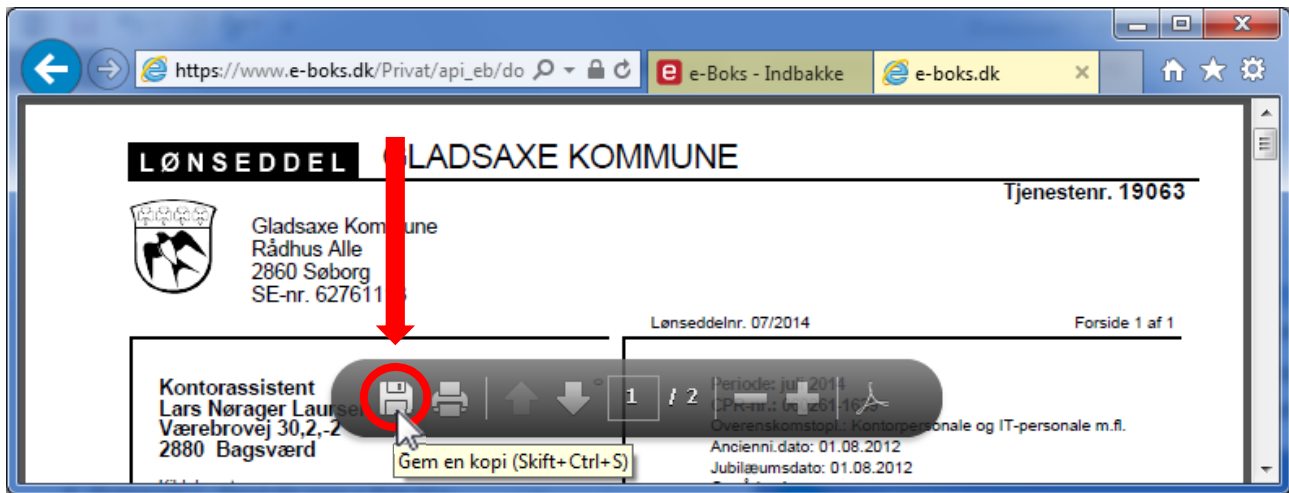 https://www.e-boks.dk/Privat/api_eb/do
e-Boks - Indbakke
e-boks.dk
LØNSEDDEL
GLADSAXE KOMMUNE
Tjenestenr. 19063
Gladsaxe Kommune
Rådhus Alle
2860 Søborg
SE-nr.
Lønseddelnr. 07/2014
Forside 1 af 1
Kontorassistent
Lars Nørager Laursen
Værebrovej 30,2,-2
2880 Bagsværd
1 / 2
Periode: juli 2014
CPR-nr.:
Overenskomstopl.: Kontorpersonale og IT-personale m.fl.
Ancienni.dato: 01.08.2012
Jubilæumsdato: 01.08.2012
Gem en kopi (Skift+Ctrl+S)